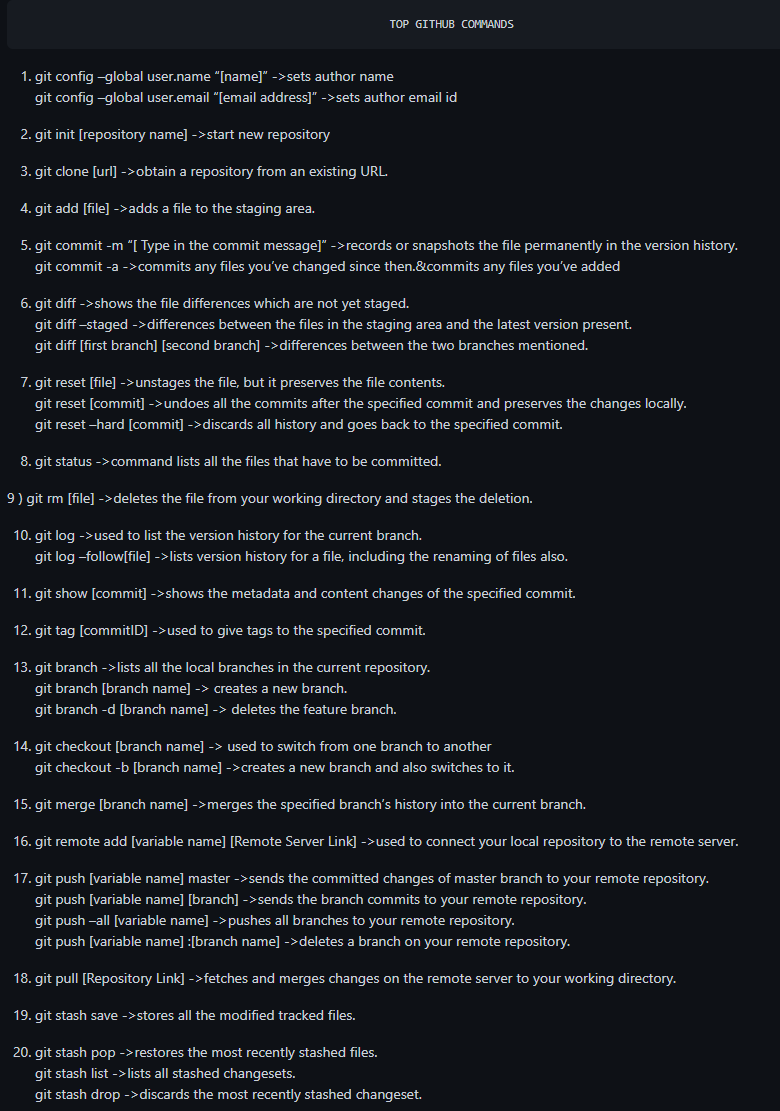 TOP GITHUB COMMANDS
1. git config –global user.name “[name]” ->sets author name
git config –global user.email “[email address]” ->sets author email id
2. git init [repository name] ->start new repository
3. git clone [url] ->obtain a repository from an existing URL.
4. git add [file] ->adds a file to the staging area.
5. git commit -m “[ Type in the commit message]” ->records or snapshots the file permanently in the version history.
git commit -a ->commits any files you’ve changed since then.&commits any files you’ve added
6. git diff ->shows the file differences which are not yet staged.
git diff –staged ->differences between the files in the staging area and the latest version present.
git diff [first branch] [second branch] ->differences between the two branches mentioned.
7. git reset [file] ->unstages the file, but it preserves the file contents.
git reset [commit] ->undoes all the commits after the specified commit and preserves the changes locally.
git reset –hard [commit] ->discards all history and goes back to the specified commit.
8. git status ->command lists all the files that have to be committed.
9 ) git rm [file] ->deletes the file from your working directory and stages the deletion.
10. git log ->used to list the version history for the current branch.
git log –follow[file] ->lists version history for a file, including the renaming of files also.
11. git show [commit] ->shows the metadata and content changes of the specified commit.
12. git tag [commitID] ->used to give tags to the specified commit.
13. git branch ->lists all the local branches in the current repository.
git branch [branch name] -> creates a new branch.
git branch -d [branch name] -> deletes the feature branch.
14. git checkout [branch name] -> used to switch from one branch to another
git checkout -b [branch name] ->creates a new branch and also switches to it.
15. git merge [branch name] ->merges the specified branch’s history into the current branch.
16. git remote add [variable name] [Remote Server Link] ->used to connect your local repository to the remote server.
17. git push [variable name] master ->sends the committed changes of master branch to your remote repository.
git push [variable name] [branch] ->sends the branch commits to your remote repository.
git push –all [variable name] ->pushes all branches to your remote repository.
git push [variable name] :[branch name] ->deletes a branch on your remote repository.
18. git pull [Repository Link] ->fetches and merges changes on the remote server to your working directory.
19. git stash save ->stores all the modified tracked files.
20. git stash pop ->restores the most recently stashed files.
git stash list ->lists all stashed changesets.
git stash drop ->discards the most recently stashed changeset.